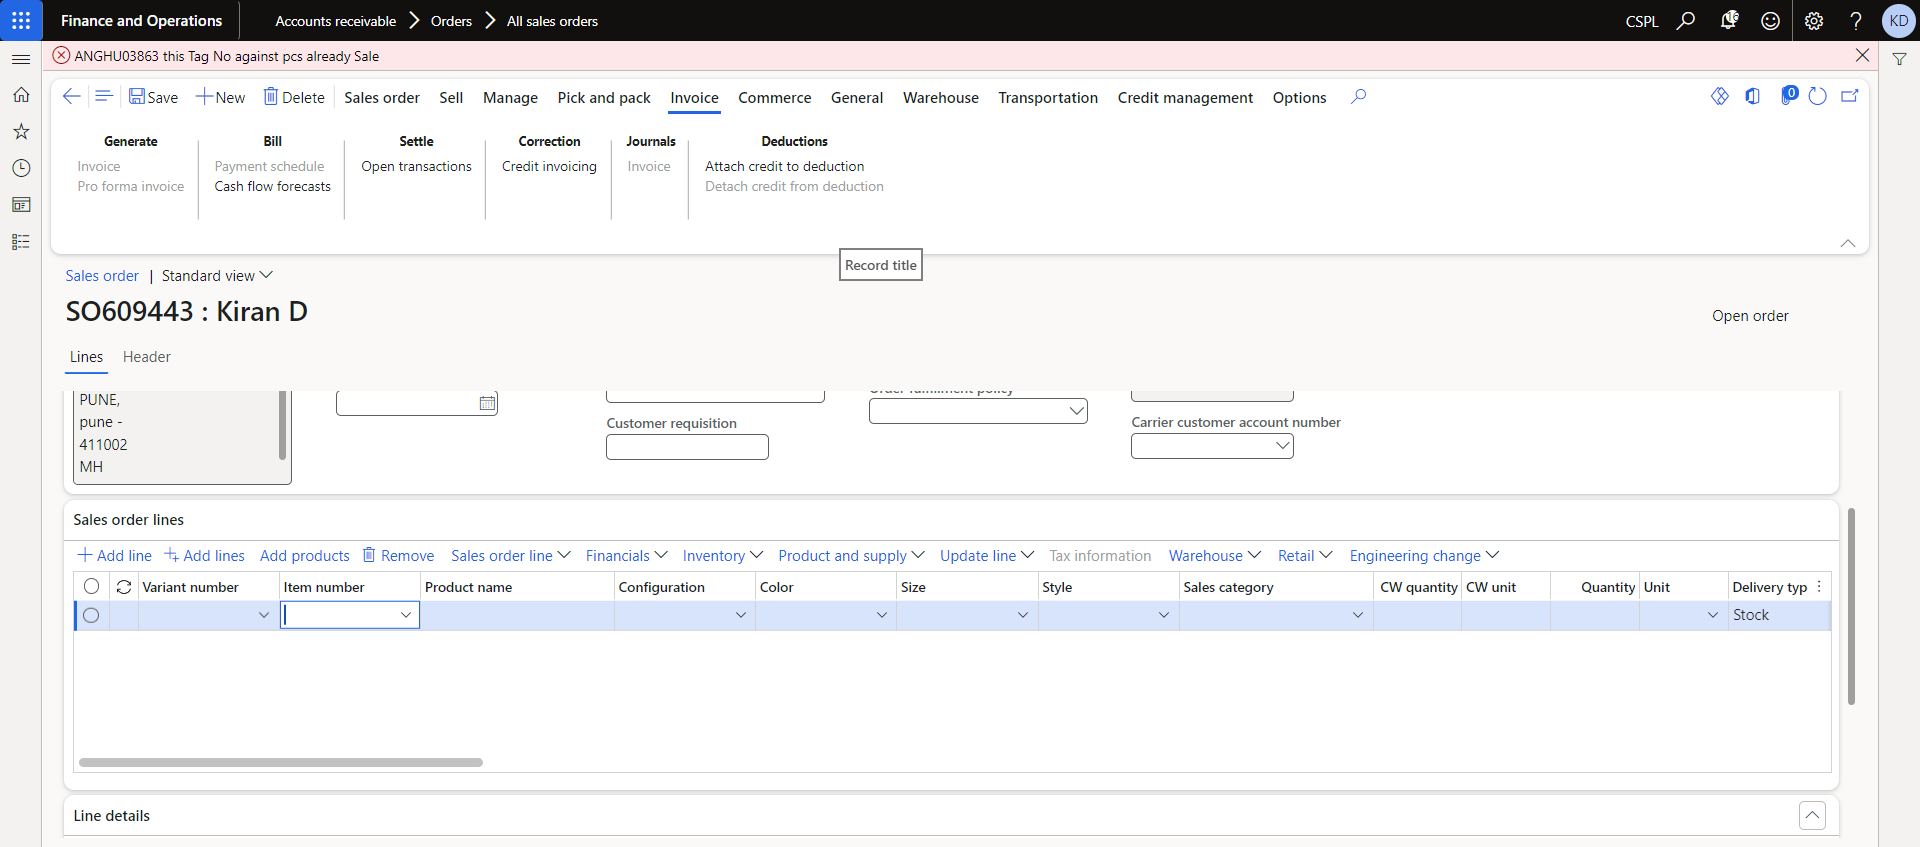 Finance and Operations
Accounts receivable
Orders
All sales orders
CSPL
KD
ANGHU03863 this Tag No against pcs already Sale
Save
New
Delete
Sales order
Sell
Manage
Pick and pack
Invoice
Commerce
General
Warehouse
Transportation
Credit management
Options
0
Generate
Invoice
Pro forma invoice
Bill
Payment schedule
Cash flow forecasts
Settle
Open transactions
Correction
Credit invoicing
Journals
Invoice
Deductions
Attach credit to deduction
Detach credit from deduction
Record title
Sales order | Standard view
SO609443 : Kiran D
Open order
Lines
Header
PUNE,
pune -
411002
MH
Customer requisition
Order fulfillment policy
Carrier customer account number
Sales order lines
Add line
Add lines
Add products
Remove
Sales order line
Financials
Inventory
Product and supply
Update line
Tax information
Warehouse
Retail
Engineering change
Variant number
Item number
Product name
Configuration
Color
Size
Style
Sales category
CW quantity
CW unit
Quantity
Unit
Delivery typ
Stock
Line details